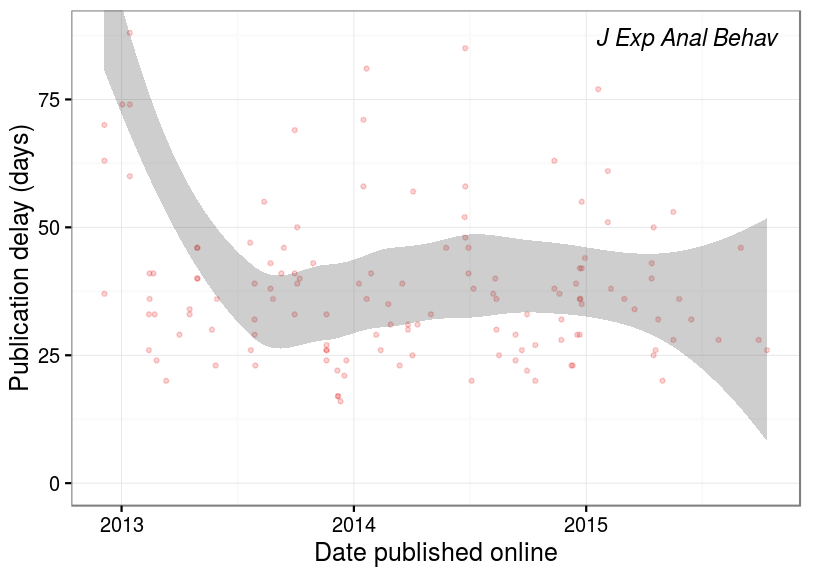 J Exp Anal Behav
Publication delay (days)
75
50
25
0
2013 2014 2015
Date published online